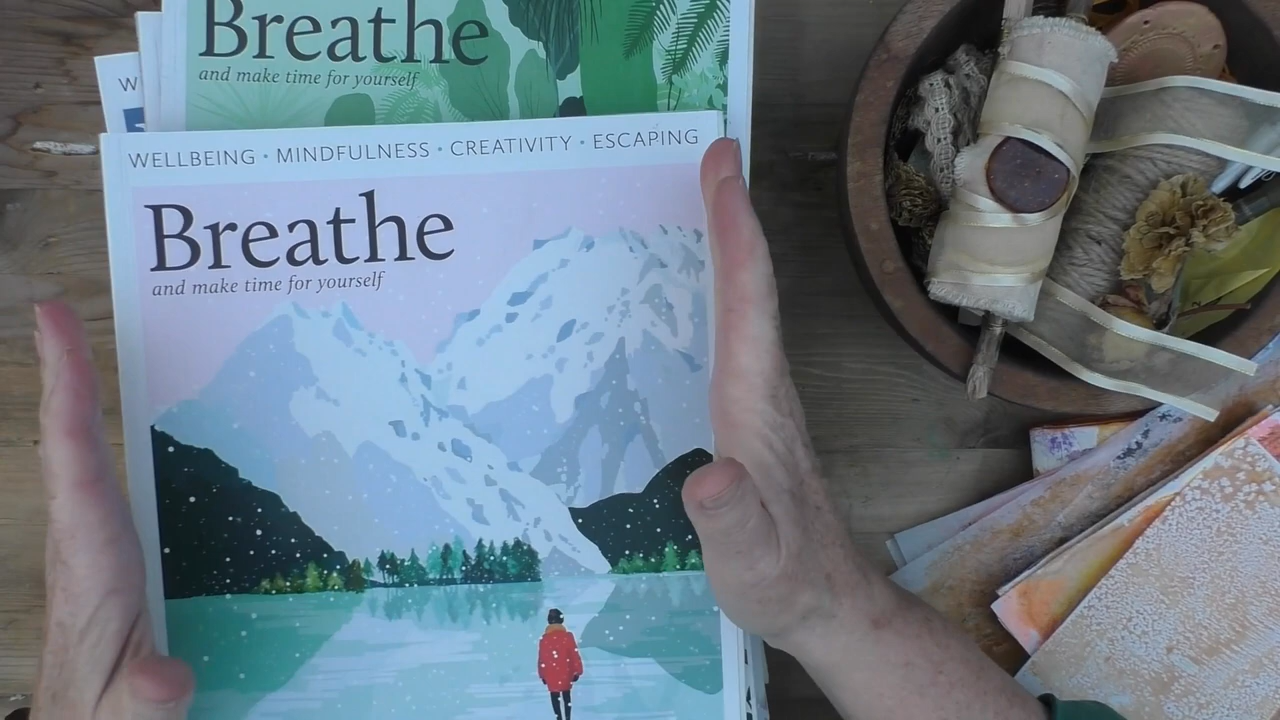 Breathe
and make time for yourself
W
WELLBEING • MINDFULNESS • CREATIVITY • ESCAPING
Breathe
and make time for yourself